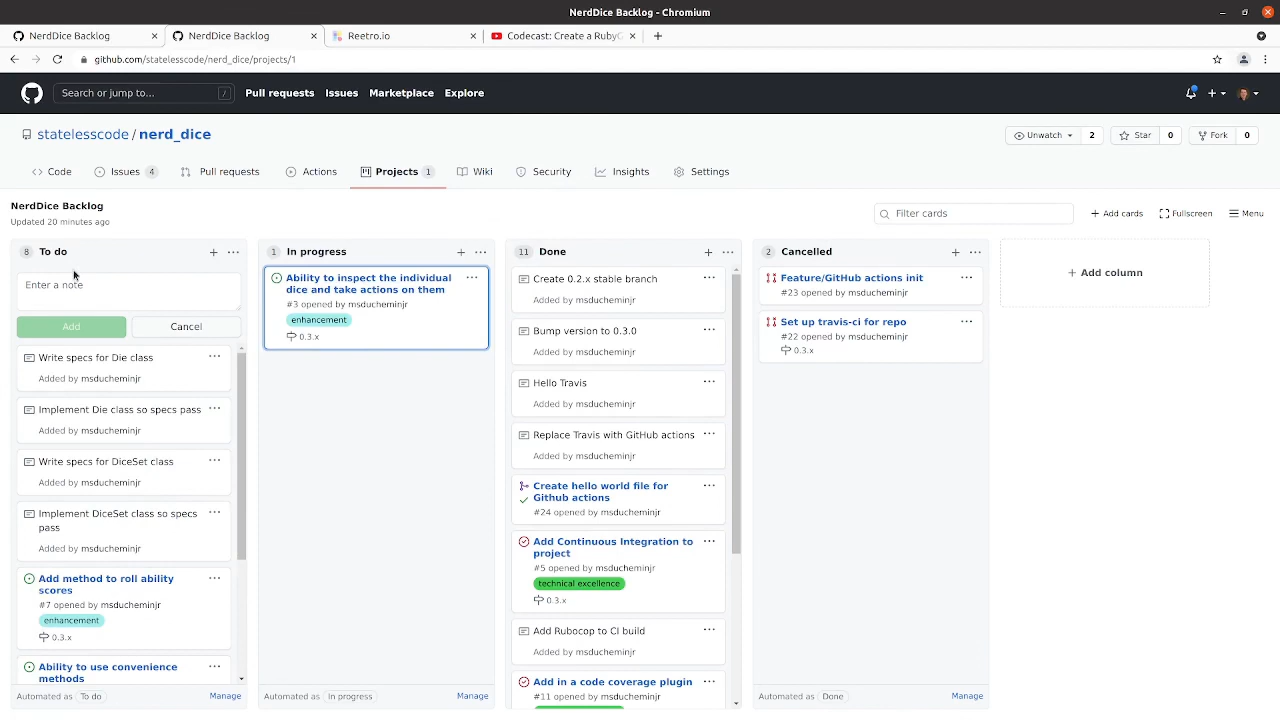 NerdDice Backlog - Chromium
NerdDice Backlog
NerdDice Backlog
Reetro.io
Codecast: Create a RubyG
github.com/statelesscode/nerd_dice/projects/1
Search or jump to... /
Pull requests Issues Marketplace Explore
statelesscode / nerd_dice
Unwatch 2 Star 0 Fork 0
Code Issues 4 Pull requests Actions Projects 1 Wiki Security Insights Settings
NerdDice Backlog
Updated 20 minutes ago
Filter cards
Add cards Fullscreen Menu
8 To do
Enter a note
Add Cancel
Write specs for Die class
Added by msducheminjr
Implement Die class so specs pass
Added by msducheminjr
Write specs for DiceSet class
Added by msducheminjr
Implement DiceSet class so specs
pass
Added by msducheminjr
Add method to roll ability
scores
#7 opened by msducheminjr
enhancement
0.3.x
Ability to use convenience
methods
Automated as To do Manage
1 In progress
Ability to inspect the individual
dice and take actions on them
#3 opened by msducheminjr
enhancement
0.3.x
Automated as In progress Manage
11 Done
Create 0.2.x stable branch
Added by msducheminjr
Bump version to 0.3.0
Added by msducheminjr
Hello Travis
Added by msducheminjr
Replace Travis with GitHub actions
Added by msducheminjr
Create hello world file for
Github actions
#24 opened by msducheminjr
Add Continuous Integration to
project
#5 opened by msducheminjr
technical excellence
0.3.x
Add Rubocop to CI build
Added by msducheminjr
Add in a code coverage plugin
#11 opened by msducheminjr
2 Cancelled
Feature/GitHub actions init
#23 opened by msducheminjr
Set up travis-ci for repo
#22 opened by msducheminjr
0.3.x
Automated as Done Manage
Add column